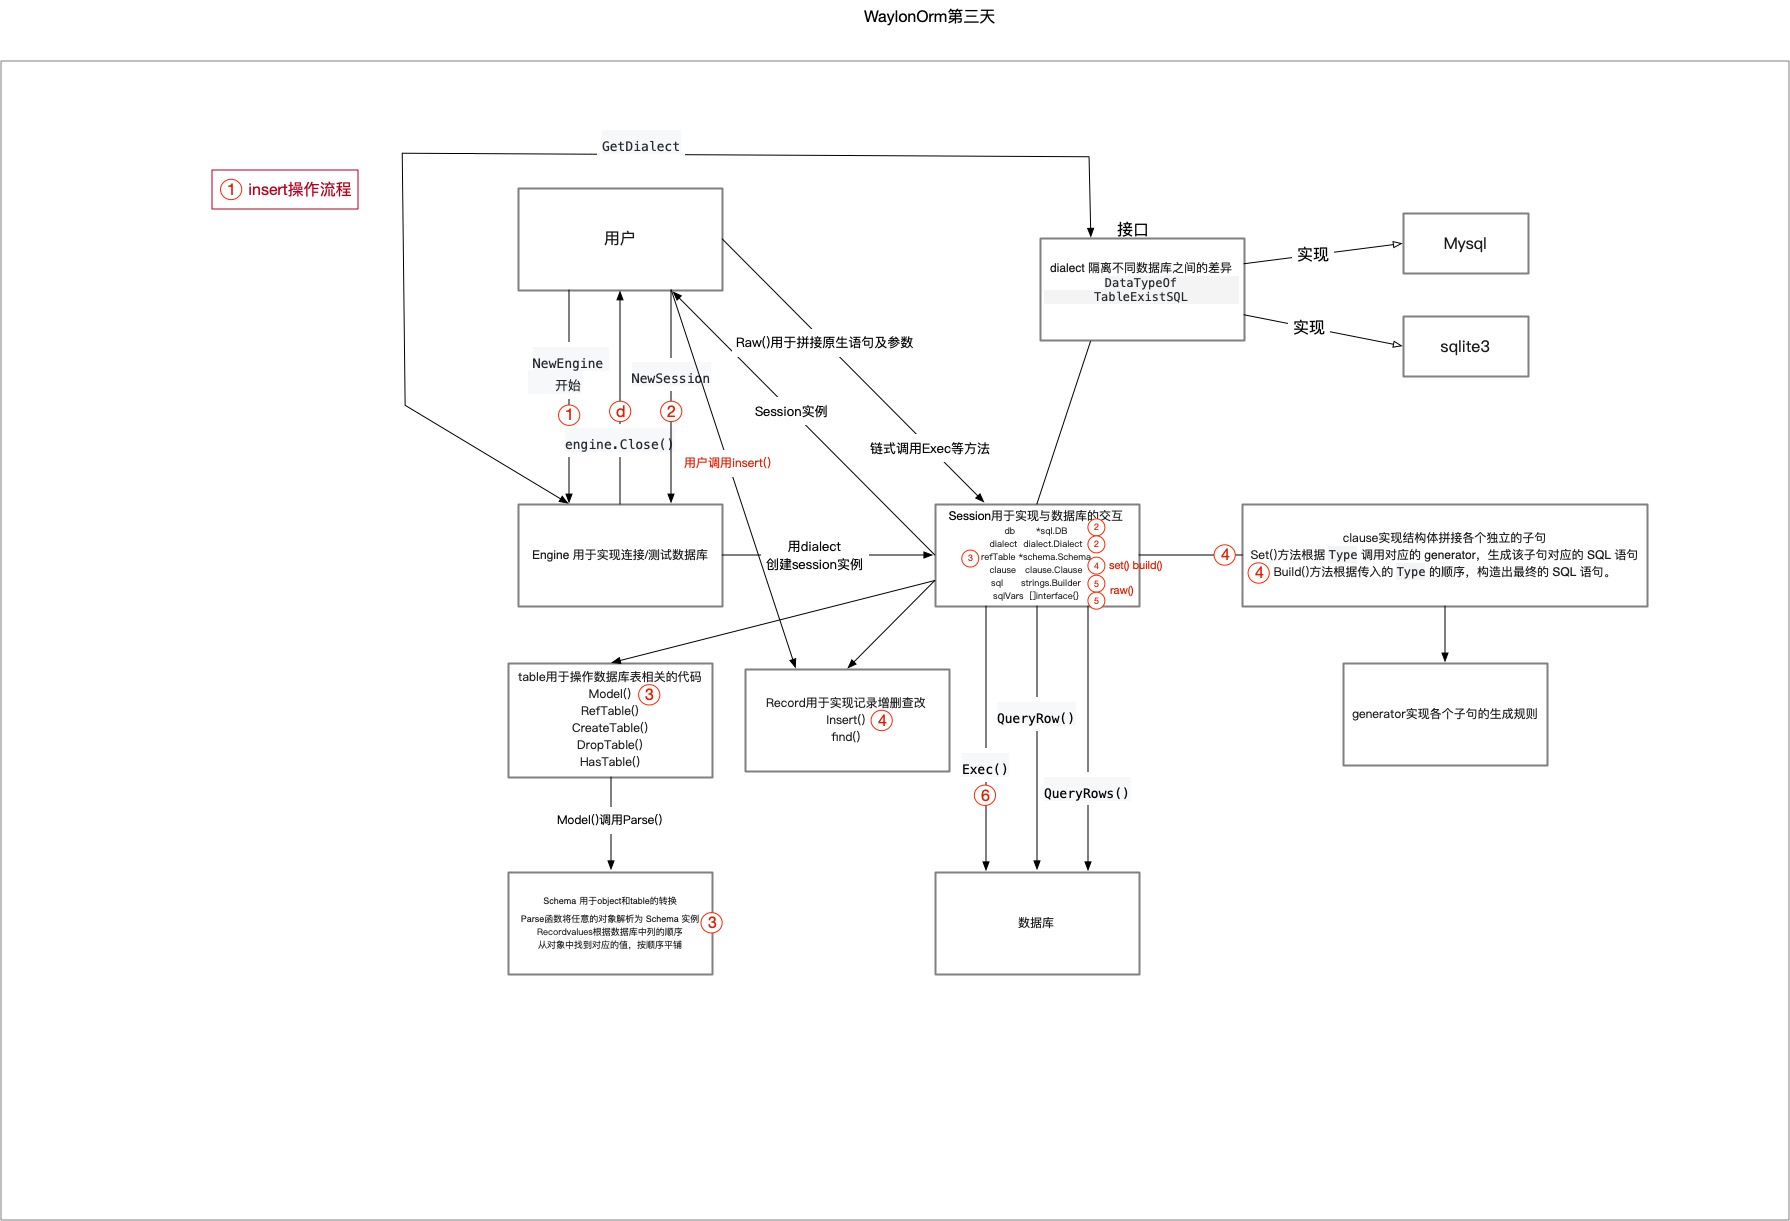 WaylonOrm第三天
GetDialect
1 insert操作流程
用户
接口
dialect 隔离不同数据库之间的差异
DataTypeOf
TableExistSQL
实现
Mysql
实现
sqlite3
NewEngine
开始
1
d
engine.Close()
NewSession
2
用户调用insert()
Raw()用于拼接原生语句及参数
Session实例
链式调用Exec等方法
Engine 用于实现连接/测试数据库
用dialect
创建session实例
Session用于实现与数据库的交互
db *sql.DB 2
dialect dialect.Dialect 2
3 refTable *schema.Schema
clause clause.Clause 4 set() build()
sql strings.Builder 5
raw()
sqlVars []interface{} 5
4
clause实现结构体拼接各个独立的子句
Set()方法根据 Type 调用对应的 generator，生成该子句对应的 SQL 语句
4 Build()方法根据传入的 Type 的顺序，构造出最终的 SQL 语句。
generator实现各个子句的生成规则
table用于操作数据库表相关的代码
Model() 3
RefTable()
CreateTable()
DropTable()
HasTable()
Record用于实现记录增删查改
Insert() 4
find()
Model()调用Parse()
Exec()
6
QueryRow()
QueryRows()
Schema 用于object和table的转换
Parse函数将任意的对象解析为 Schema 实例 3
Recordvalues根据数据库中列的顺序
从对象中找到对应的值，按顺序平铺
数据库